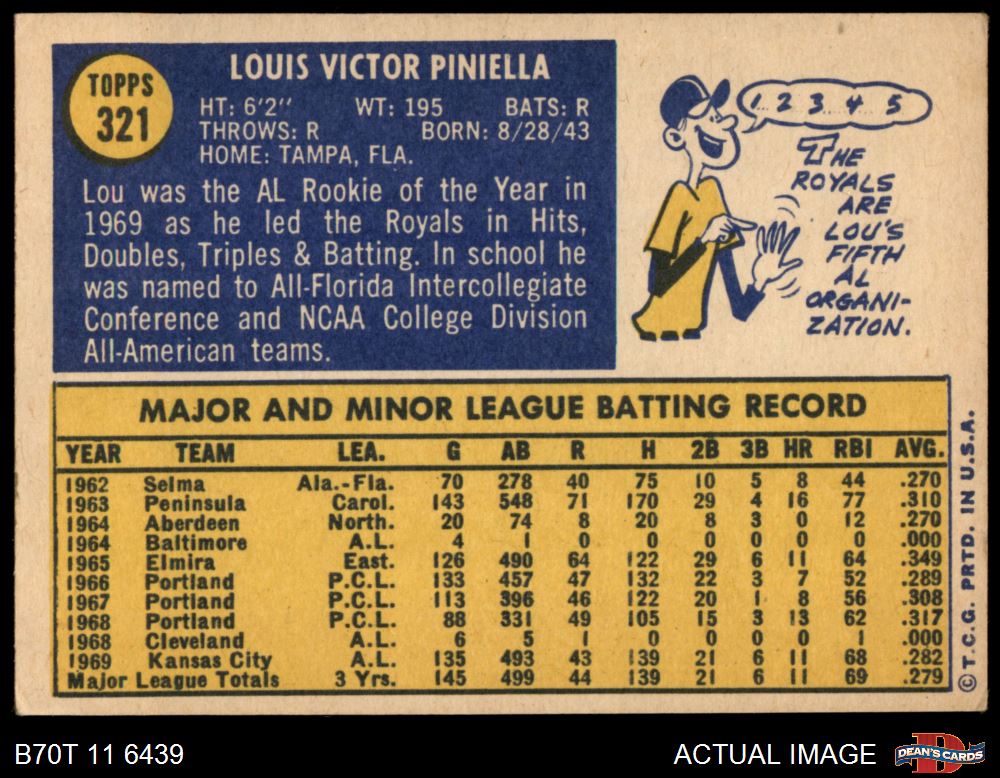 TOPPS
321
LOUIS VICTOR PINIELLA
HT: 6'2" WT: 195 BATS: R
THROWS: R BORN: 8/28/43
HOME: TAMPA, FLA.
Lou was the AL Rookie of the Year in
1969 as he led the Royals in Hits,
Doubles, Triples & Batting. In school he
was named to All-Florida Intercollegiate
Conference and NCAA College Division
All-American teams.
1 2 3 4 5
THE
ROYALS
ARE
LOU'S
FIFTH
AL
ORGANI-
ZATION.
MAJOR AND MINOR LEAGUE BATTING RECORD
YEAR TEAM LEA. G AB R H 2B 3B HR RBI AVG.
1962 Selma Ala.-Fla. 70 278 40 75 10 5 8 44 .270
1963 Peninsula Carol. 143 548 71 170 29 4 16 77 .310
1964 Aberdeen North. 20 74 8 20 8 3 0 12 .270
1964 Baltimore A.L. 4 1 0 0 0 0 0 0 .000
1965 Elmira East. 126 490 64 122 29 6 11 64 .349
1966 Portland P.C.L. 133 457 47 132 22 3 7 52 .289
1967 Portland P.C.L. 113 396 46 122 20 1 8 56 .308
1968 Portland P.C.L. 88 331 49 105 15 3 13 62 .317
1968 Cleveland A.L. 6 5 1 0 0 0 0 1 .000
1969 Kansas City A.L. 135 493 43 139 21 6 11 68 .282
Major League Totals 3 Yrs. 145 499 44 139 21 6 11 69 .279
© T.C.G. PRTD. IN U.S.A.
B70T 11 6439
ACTUAL IMAGE
DEAN'S CARDS